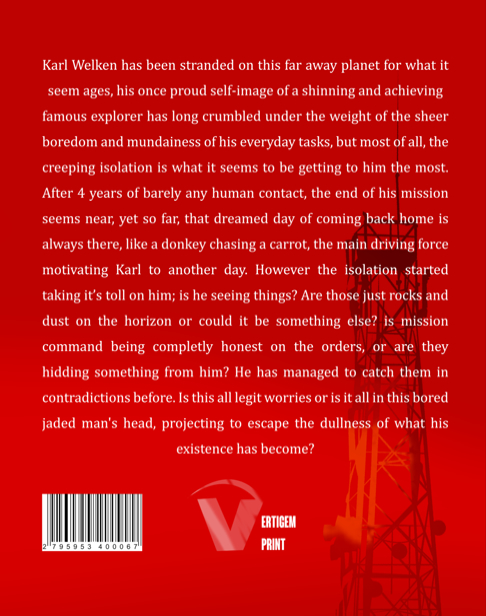 Karl Welken has been stranded on this far away planet for what it
seem ages, his once proud self-image of a shinning and achieving
famous explorer has long crumbled under the weight of the sheer
boredom and mundainess of his everyday tasks, but most of all, the
creeping isolation is what it seems to be getting to him the most.
After 4 years of barely any human contact, the end of his mission
seems near, yet so far, that dreamed day of coming back home is
always there, like a donkey chasing a carrot, the main driving force
motivating Karl to another day. However the isolation started
taking it's toll on him; is he seeing things? Are those just rocks and
dust on the horizon or could it be something else? is mission
command being completly honest on the orders, or are they
hidding something from him? He has managed to catch them in
contradictions before. Is this all legit worries or is it all in this bored
jaded man's head, projecting to escape the dullness of what his
existence has become?
2 795953 400067
V ERTIGEM
PRINT